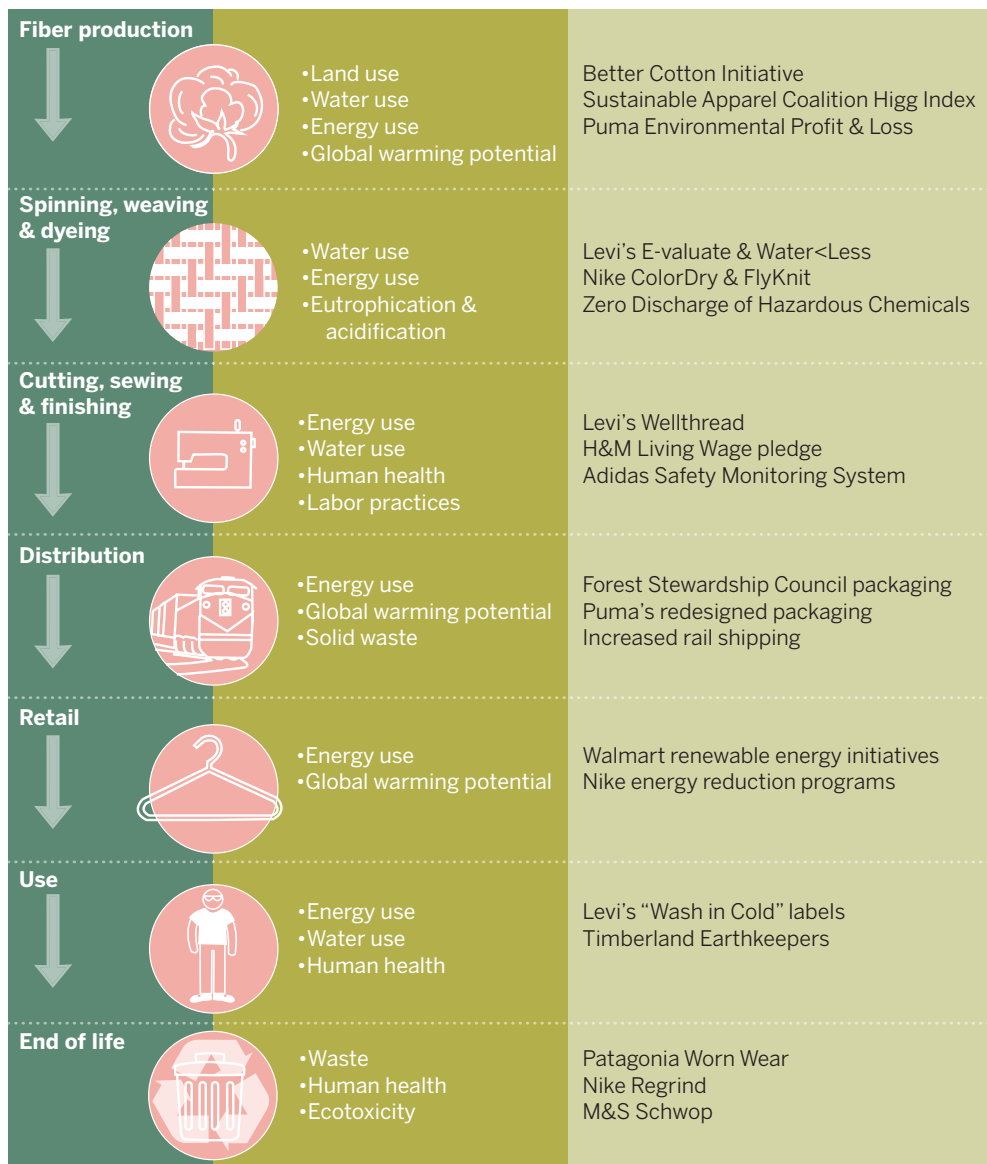 Fiber production
•Land use
•Water use
•Energy use
•Global warming potential
Better Cotton Initiative
Sustainable Apparel Coalition Higg Index
Puma Environmental Profit & Loss
Spinning, weaving
& dyeing
•Water use
•Energy use
•Eutrophication &
acidification
Levi’s E-valuate & Water<Less
Nike ColorDry & FlyKnit
Zero Discharge of Hazardous Chemicals
Cutting, sewing
& finishing
•Energy use
•Water use
•Human health
•Labor practices
Levi’s Wellthread
H&M Living Wage pledge
Adidas Safety Monitoring System
Distribution
•Energy use
•Global warming potential
•Solid waste
Forest Stewardship Council packaging
Puma’s redesigned packaging
Increased rail shipping
Retail
•Energy use
•Global warming potential
Walmart renewable energy initiatives
Nike energy reduction programs
Use
•Energy use
•Water use
•Human health
Levi’s “Wash in Cold” labels
Timberland Earthkeepers
End of life
•Waste
•Human health
•Ecotoxicity
Patagonia Worn Wear
Nike Regrind
M&S Schwop